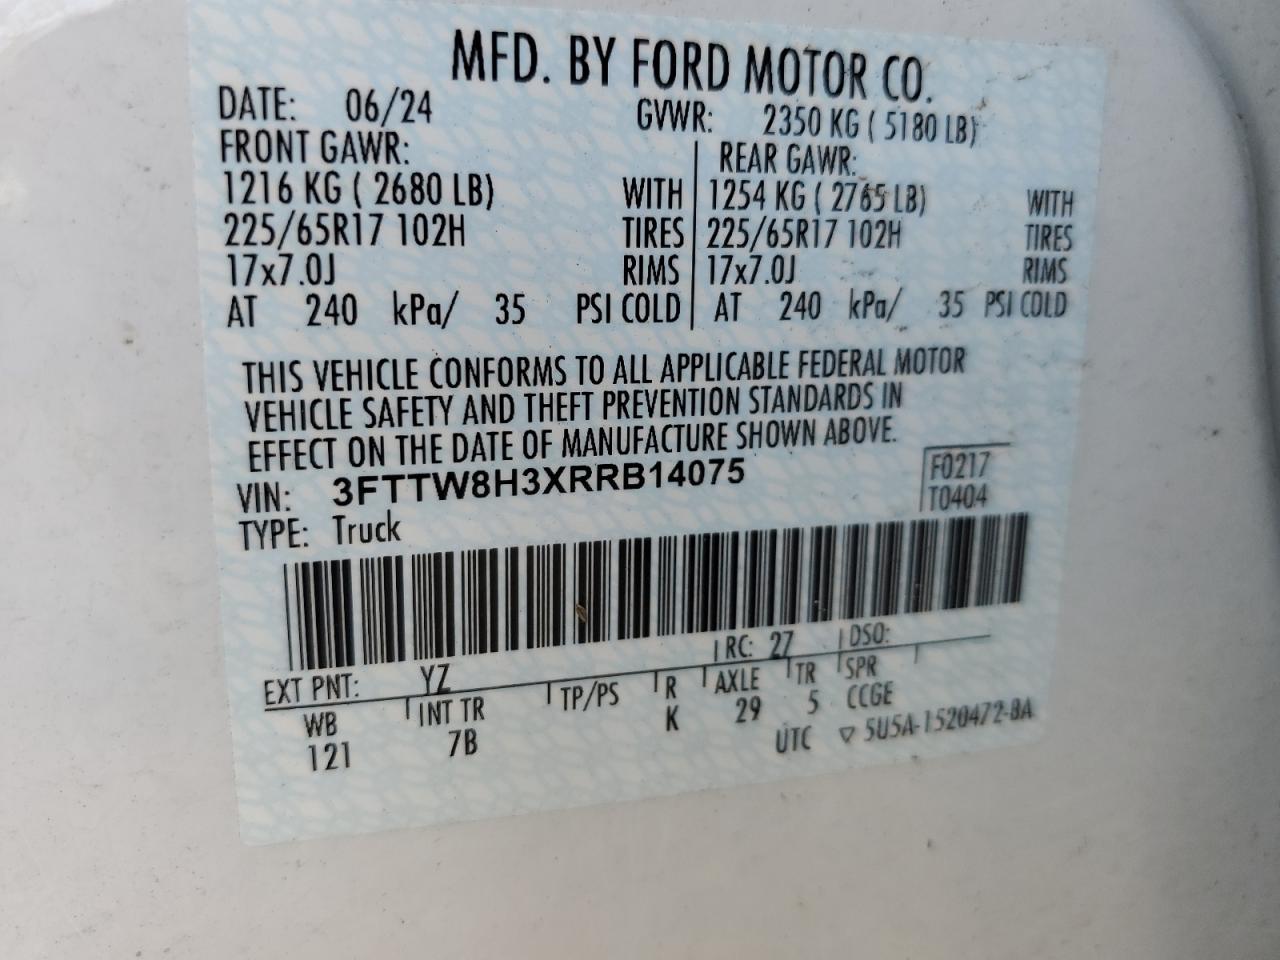 MFD. BY FORD MOTOR CO.
DATE: 06/24 GVWR: 2350 KG ( 5180 LB)
FRONT GAWR: REAR GAWR:
1216 KG ( 2680 LB) WITH 1254 KG ( 2765 LB) WITH
225/65R17 102H TIRES 225/65R17 102H TIRES
17x7.0J RIMS 17x7.0J RIMS
AT 240 kPa/ 35 PSI COLD AT 240 kPa/ 35 PSI COLD
THIS VEHICLE CONFORMS TO ALL APPLICABLE FEDERAL MOTOR
VEHICLE SAFETY AND THEFT PREVENTION STANDARDS IN
EFFECT ON THE DATE OF MANUFACTURE SHOWN ABOVE.
VIN: 3FTTW8H3XRRB14075 F0217
TYPE: Truck T0404
EXT PNT: YZ RC: 27 DSO:
WB INT TR TP/PS R AXLE TR SPR
121 7B K 29 5 CCGE
UTC ▽ 5U5A-1520472-BA